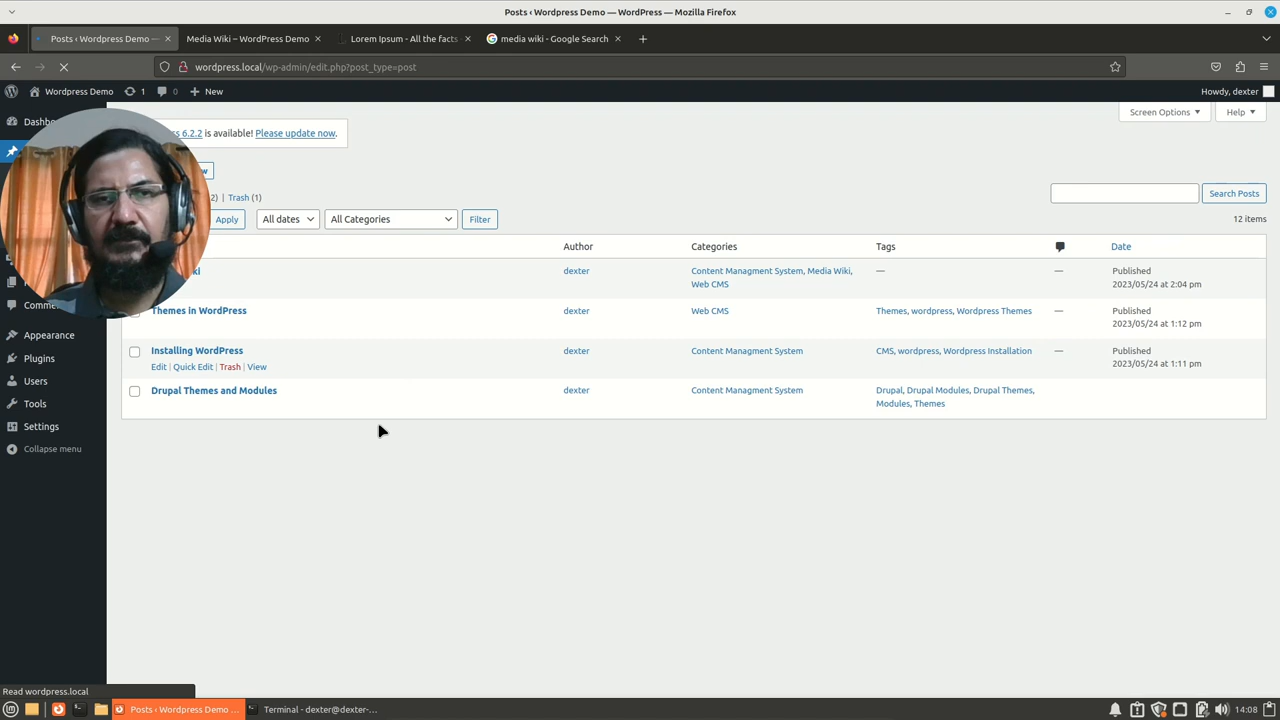 Posts ‹ Wordpress Demo — WordPress — Mozilla Firefox
Posts ‹ Wordpress Demo —
Media Wiki – WordPress Demo
Lorem Ipsum - All the facts
media wiki - Google Search
wordpress.local/wp-admin/edit.php?post_type=post
Wordpress Demo 1 0 + New
Howdy, dexter
Screen Options
Help
6.2.2 is available! Please update now.
Trash (1)
Search Posts
Apply
All dates
All Categories
Filter
12 items
Author Categories Tags Date
dexter Content Managment System, Media Wiki, Web CMS — — Published 2023/05/24 at 2:04 pm
Themes in WordPress dexter Web CMS Themes, wordpress, Wordpress Themes — Published 2023/05/24 at 1:12 pm
Installing WordPress dexter Content Managment System CMS, wordpress, Wordpress Installation — Published 2023/05/24 at 1:11 pm
Edit | Quick Edit | Trash | View
Drupal Themes and Modules dexter Content Managment System Drupal, Drupal Modules, Drupal Themes, Modules, Themes
Appearance
Plugins
Users
Tools
Settings
Collapse menu
Read wordpress.local
Posts ‹ Wordpress Demo ...
Terminal - dexter@dexter-...
14:08